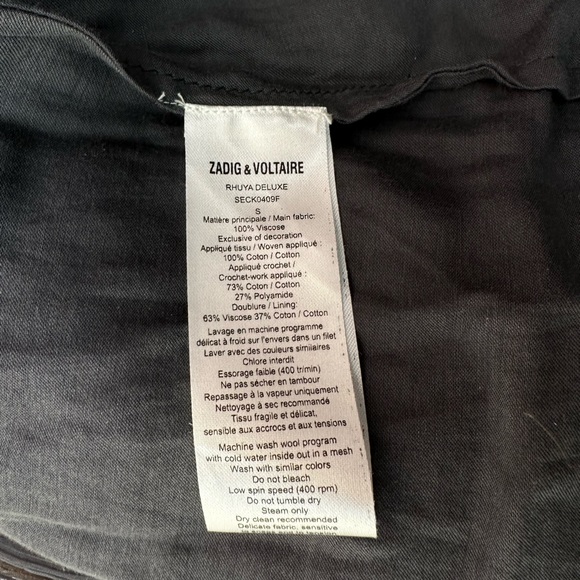 ZADIG & VOLTAIRE
RHUYA DELUXE
SECK0409F
S
Matière principale / Main fabric:
100% Viscose
Exclusive of decoration
Appliqué tissu / Woven appliqué :
100% Coton / Cotton
Appliqué crochet /
Crochet-work appliqué :
73% Coton / Cotton
27% Polyamide
Doublure / Lining:
63% Viscose 37% Coton / Cotton
Lavage en machine programme
délicat à froid sur l'envers dans un filet
Laver avec des couleurs similaires
Chlore interdit
Essorage faible (400 tr/min)
Ne pas sécher en tambour
Repassage à la vapeur uniquement
Nettoyage à sec recommandé
Tissu fragile et délicat,
sensible aux accrocs et aux tensions
Machine wash wool program
with cold water inside out in a mesh
Wash with similar colors
Do not bleach
Low spin speed (400 rpm)
Do not tumble dry
Steam only
Dry clean recommended
Delicate fabric, sensitive